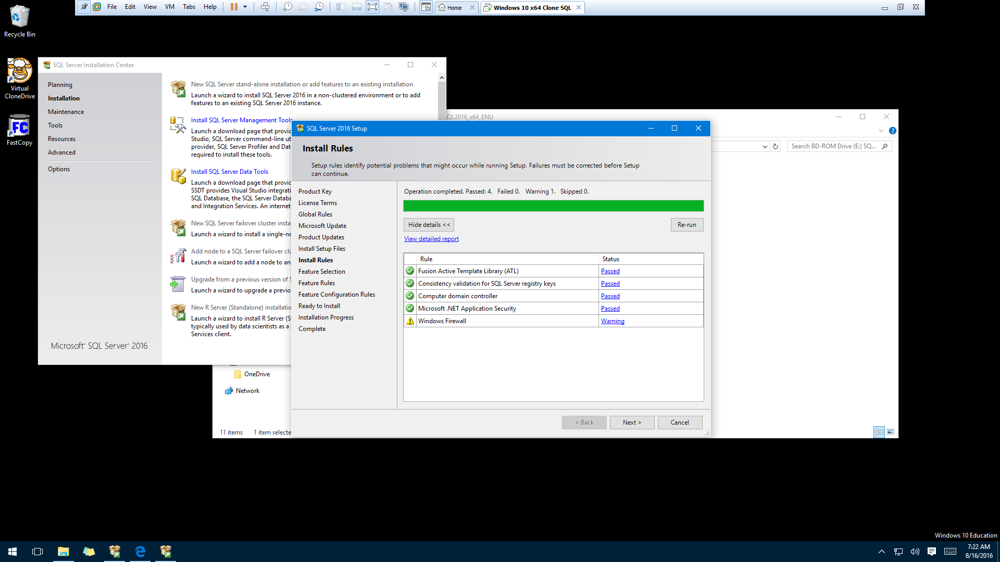 File Edit View VM Tabs Help
Home
Windows 10 x64 Clone SQL
Recycle Bin
Virtual
CloneDrive
FC
FastCopy
SQL Server Installation Center
Planning
Installation
Maintenance
Tools
Resources
Advanced
Options
Microsoft SQL Server 2016
New SQL Server stand-alone installation or add features to an existing installation
Launch a wizard to install SQL Server 2016 in a non-clustered environment or to add
features to an existing SQL Server 2016 instance.
Install SQL Server Management Tools
Launch a download page that provid
Studio, SQL Server command-line ut
provider, SQL Server Profiler and Dat
required to install these tools.
Install SQL Server Data Tools
Launch a download page that provid
SSDT provides Visual Studio integrati
SQL Database, the SQL Server Databa
and Integration Services. An internet
New SQL Server failover cluster insta
Launch a wizard to install a single-no
Add node to a SQL Server failover clu
Launch a wizard to add a node to an
Upgrade from a previous version of S
Launch a wizard to upgrade a previo
New R Server (Standalone) installatio
Launch a wizard to install R Server (S
typically used by data scientists as a s
Services client.
QL2016_x64_ENU
Search BD-ROM Drive (E:) SQ...
OneDrive
Network
11 items 1 item selecte
SQL Server 2016 Setup
Install Rules
Setup rules identify potential problems that might occur while running Setup. Failures must be corrected before Setup
can continue.
Product Key
License Terms
Global Rules
Microsoft Update
Product Updates
Install Setup Files
Install Rules
Feature Selection
Feature Rules
Feature Configuration Rules
Ready to Install
Installation Progress
Complete
Operation completed. Passed: 4. Failed 0. Warning 1. Skipped 0.
Hide details <<
Re-run
View detailed report
Rule Status
Fusion Active Template Library (ATL) Passed
Consistency validation for SQL Server registry keys Passed
Computer domain controller Passed
Microsoft .NET Application Security Passed
Windows Firewall Warning
< Back
Next >
Cancel
Windows 10 Education
7:22 AM
8/16/2016